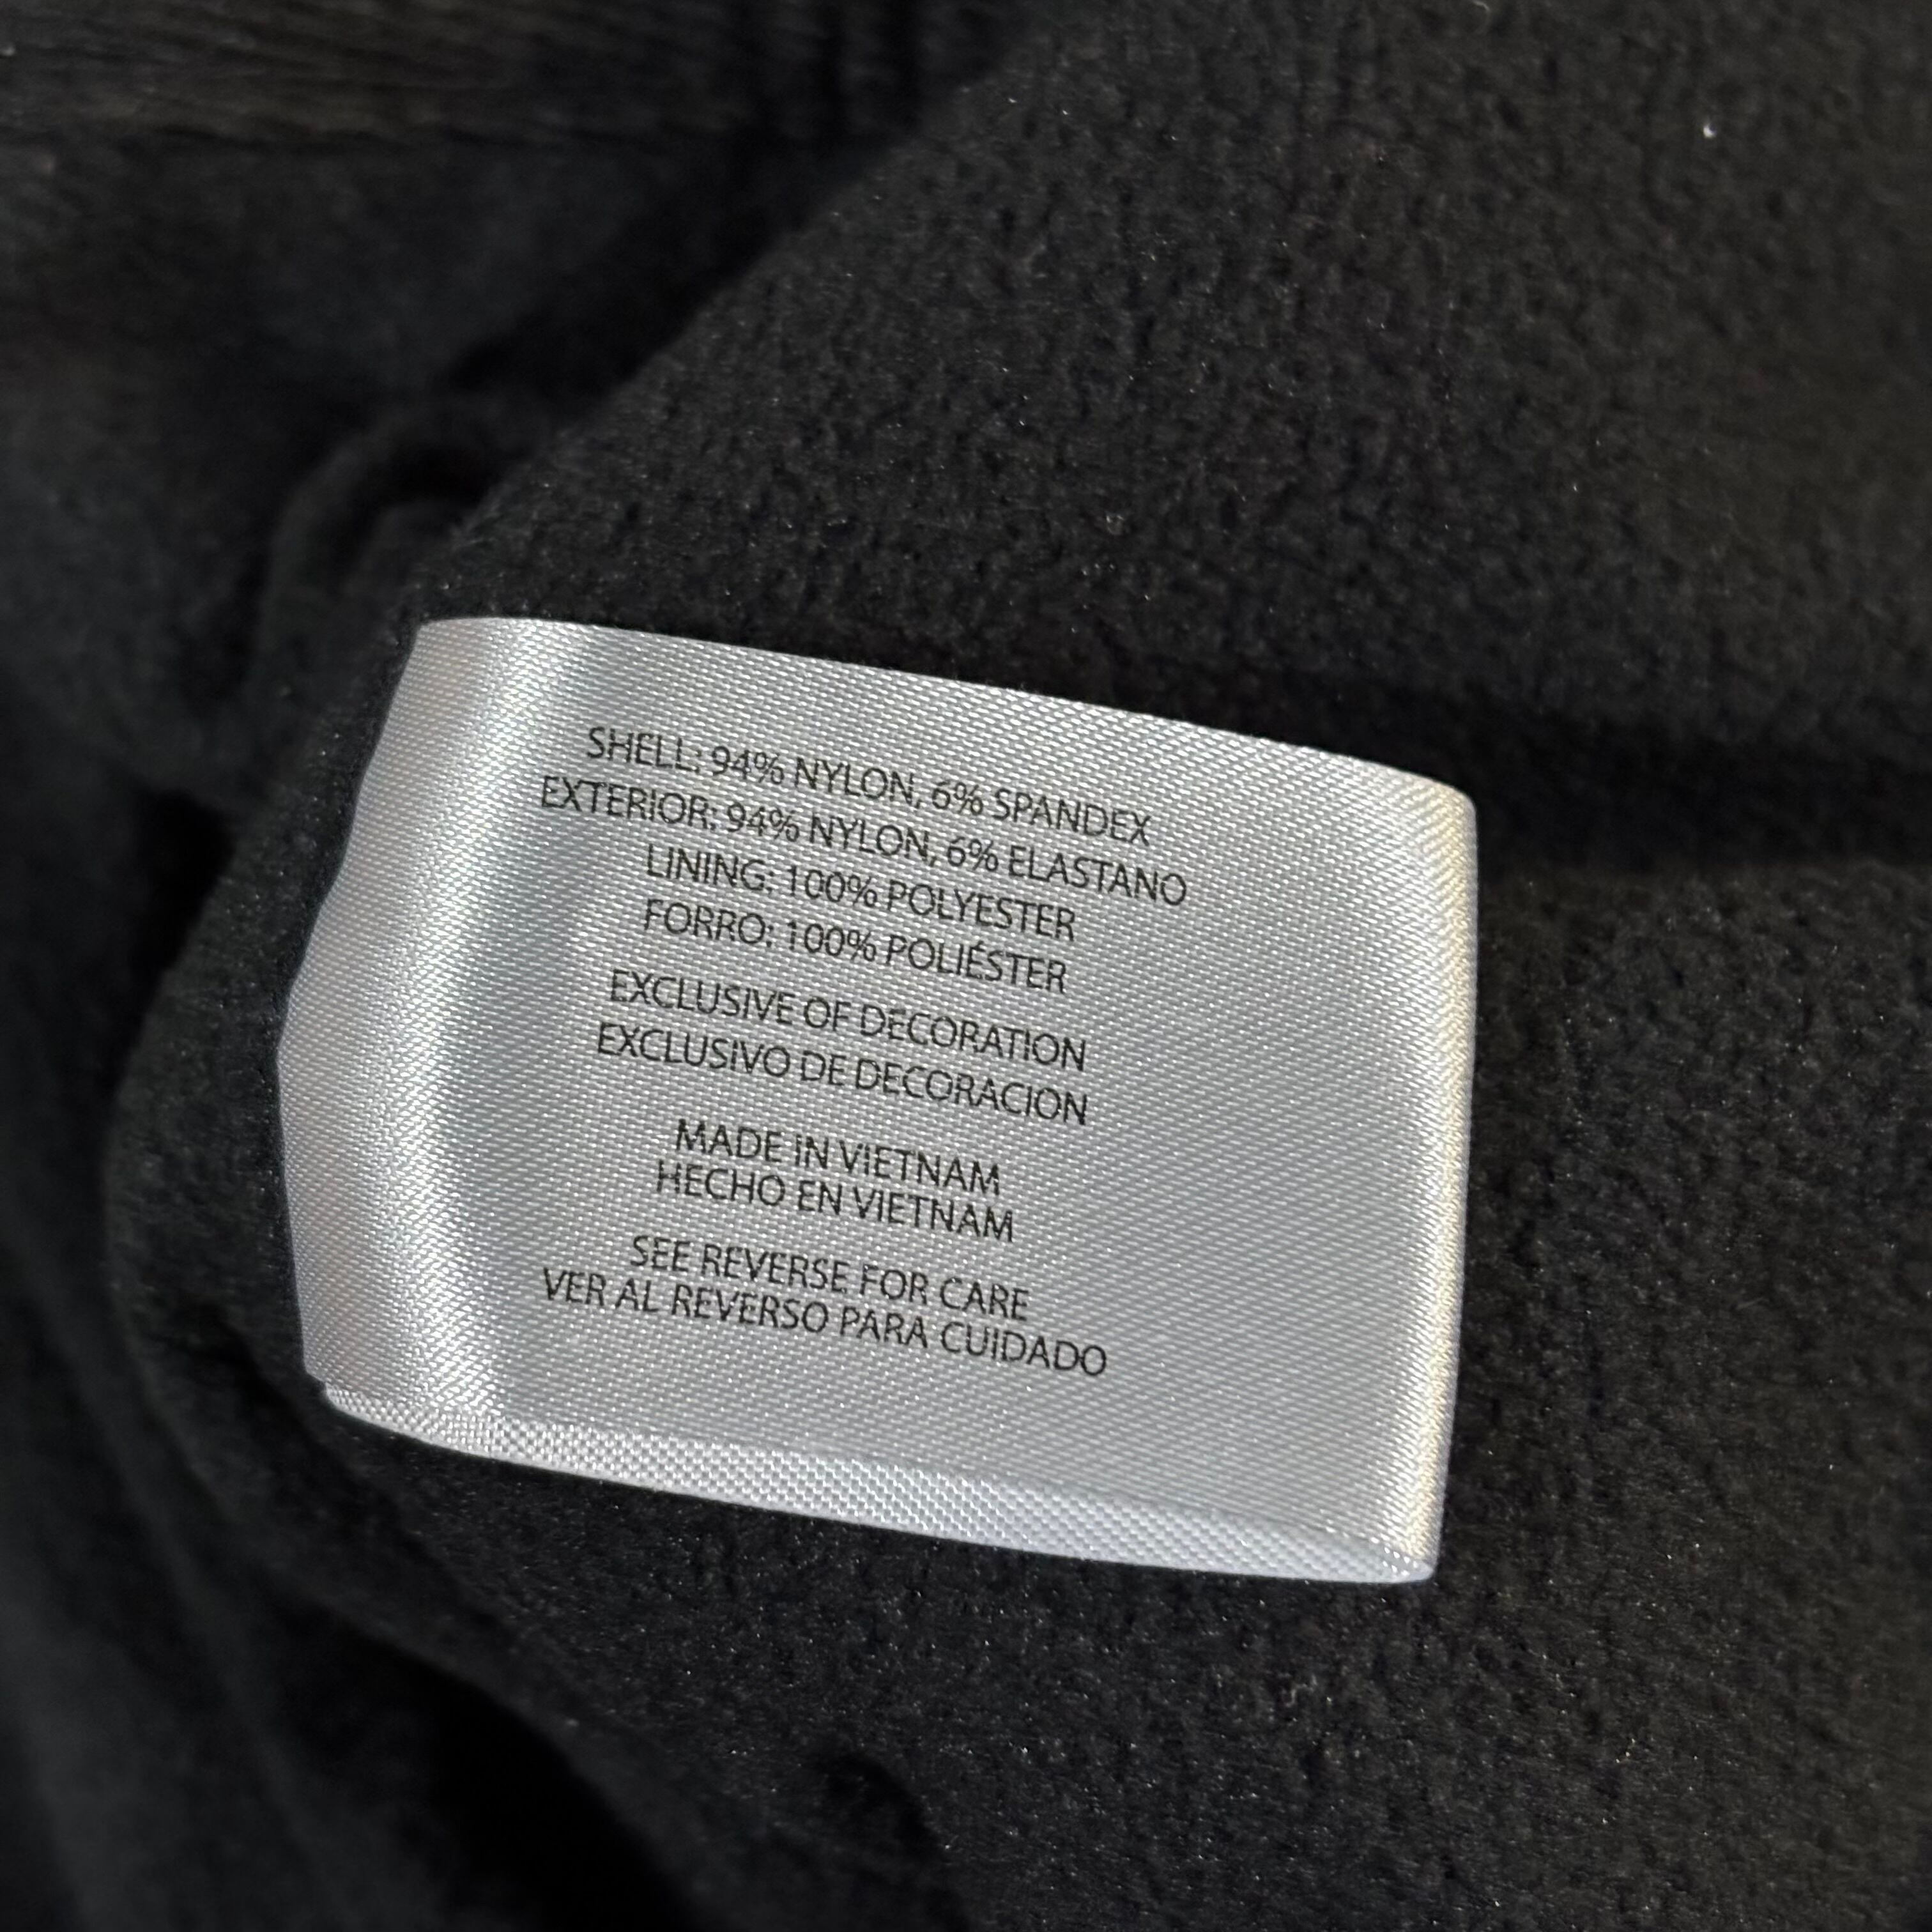 SHELL: 94% NYLON, 6% SPANDEX
EXTERIOR: 94% NYLON, 6% ELASTANO
LINING: 100% POLYESTER
FORRO: 100% POLIÉSTER
EXCLUSIVE OF DECORATION
EXCLUSIVO DE DECORACION
MADE IN VIETNAM
HECHO EN VIETNAM
SEE REVERSE FOR CARE
VER AL REVERSO PARA CUIDADO